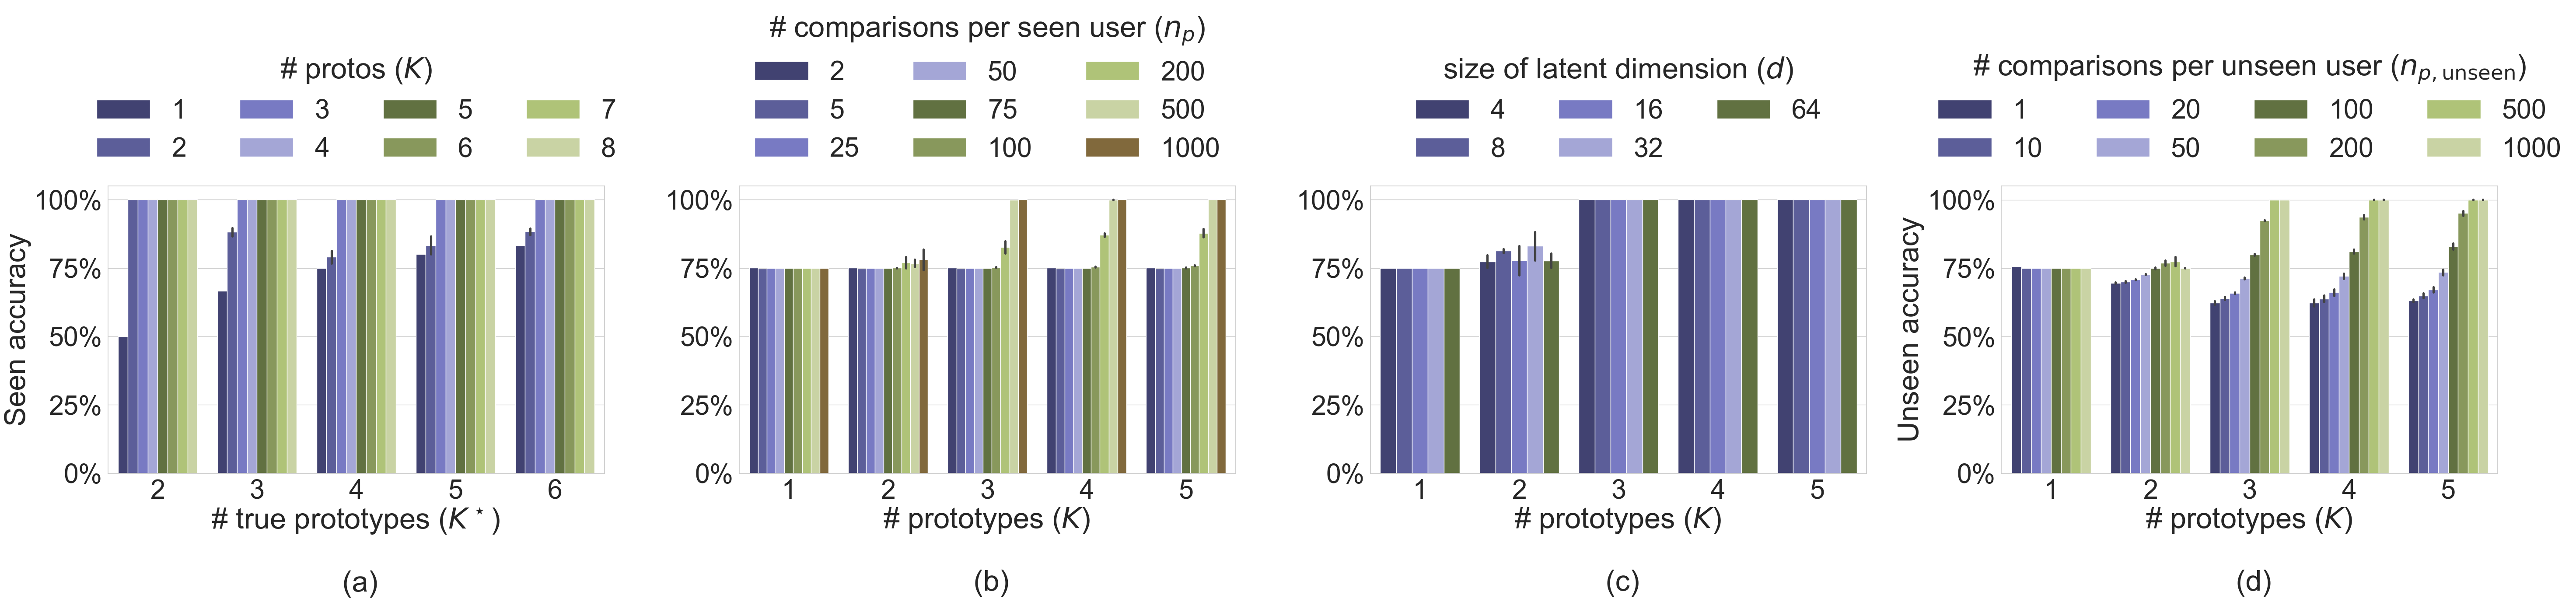 # protos (K)
1 3 5 7
2 4 6 8
100%
75%
50%
25%
0%
Seen accuracy
2 3 4 5 6
# true prototypes (K⋆)
(a)
# comparisons per seen user (n_p)
2 50 200
5 75 500
25 100 1000
100%
75%
50%
25%
0%
1 2 3 4 5
# prototypes (K)
(b)
size of latent dimension (d)
4 16 64
8 32
100%
75%
50%
25%
0%
1 2 3 4 5
# prototypes (K)
(c)
# comparisons per unseen user (n_p, unseen)
1 20 100 500
10 50 200 1000
100%
75%
50%
25%
0%
Unseen accuracy
1 2 3 4 5
# prototypes (K)
(d)